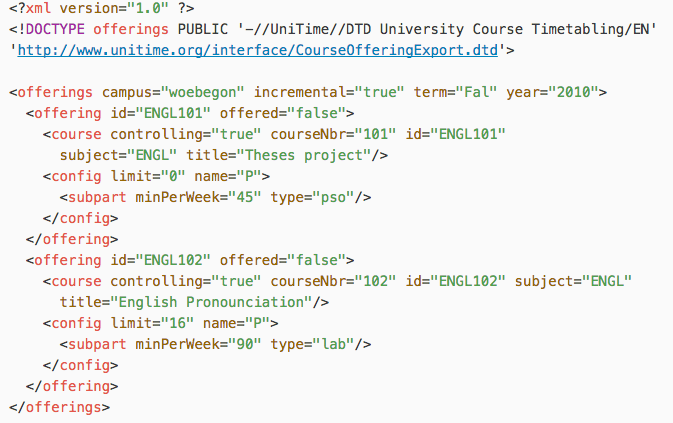 <?xml version="1.0" ?>
<!DOCTYPE offerings PUBLIC '-//UniTime//DTD University Course Timetabling/EN'
'http://www.unitime.org/interface/CourseOfferingExport.dtd'>

<offerings campus="woebegon" incremental="true" term="Fal" year="2010">
  <offering id="ENGL101" offered="false">
    <course controlling="true" courseNbr="101" id="ENGL101"
      subject="ENGL" title="Theses project"/>
    <config limit="0" name="P">
      <subpart minPerWeek="45" type="pso"/>
    </config>
  </offering>
  <offering id="ENGL102" offered="false">
    <course controlling="true" courseNbr="102" id="ENGL102" subject="ENGL"
      title="English Pronounciation"/>
    <config limit="16" name="P">
      <subpart minPerWeek="90" type="lab"/>
    </config>
  </offering>
</offerings>